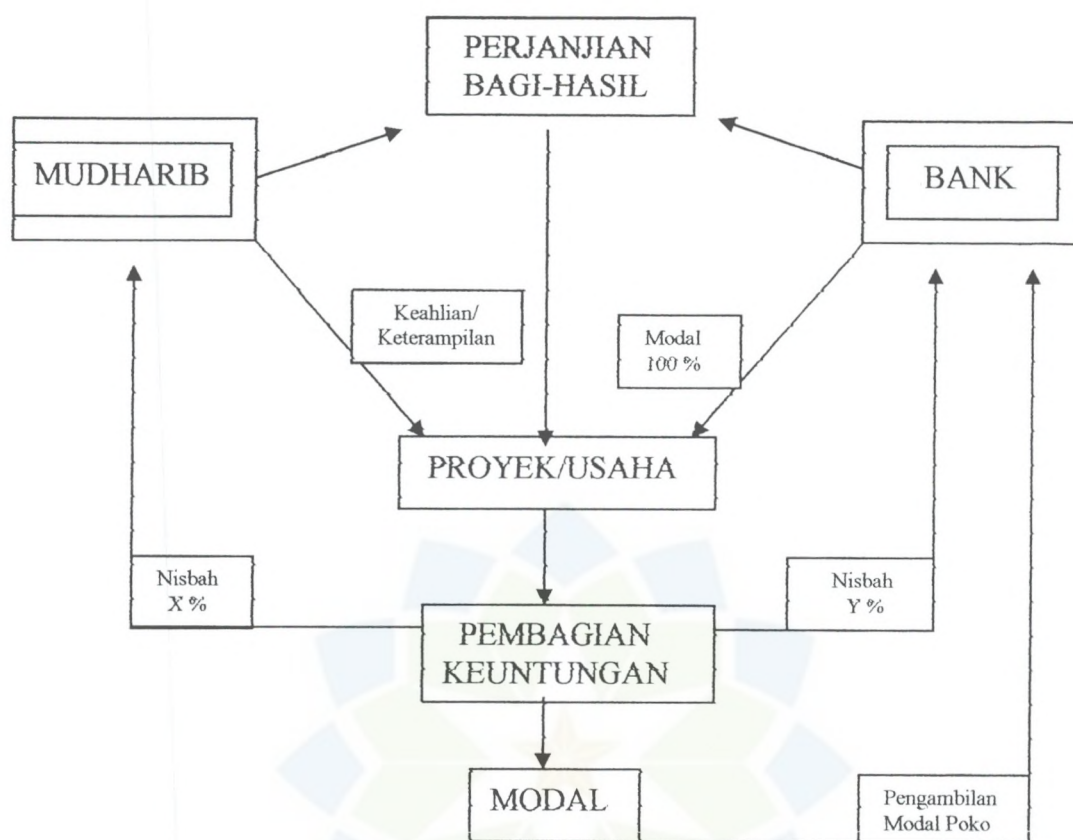 PERJANJIAN
BAGI-HASIL
MUDHARIB
BANK
Keahlian/
Keterampilan
Modal
100 %
PROYEK/USAHA
Nisbah
X %
Nisbah
Y %
PEMBAGIAN
KEUNTUNGAN
MODAL
Pengambilan
Modal Poko